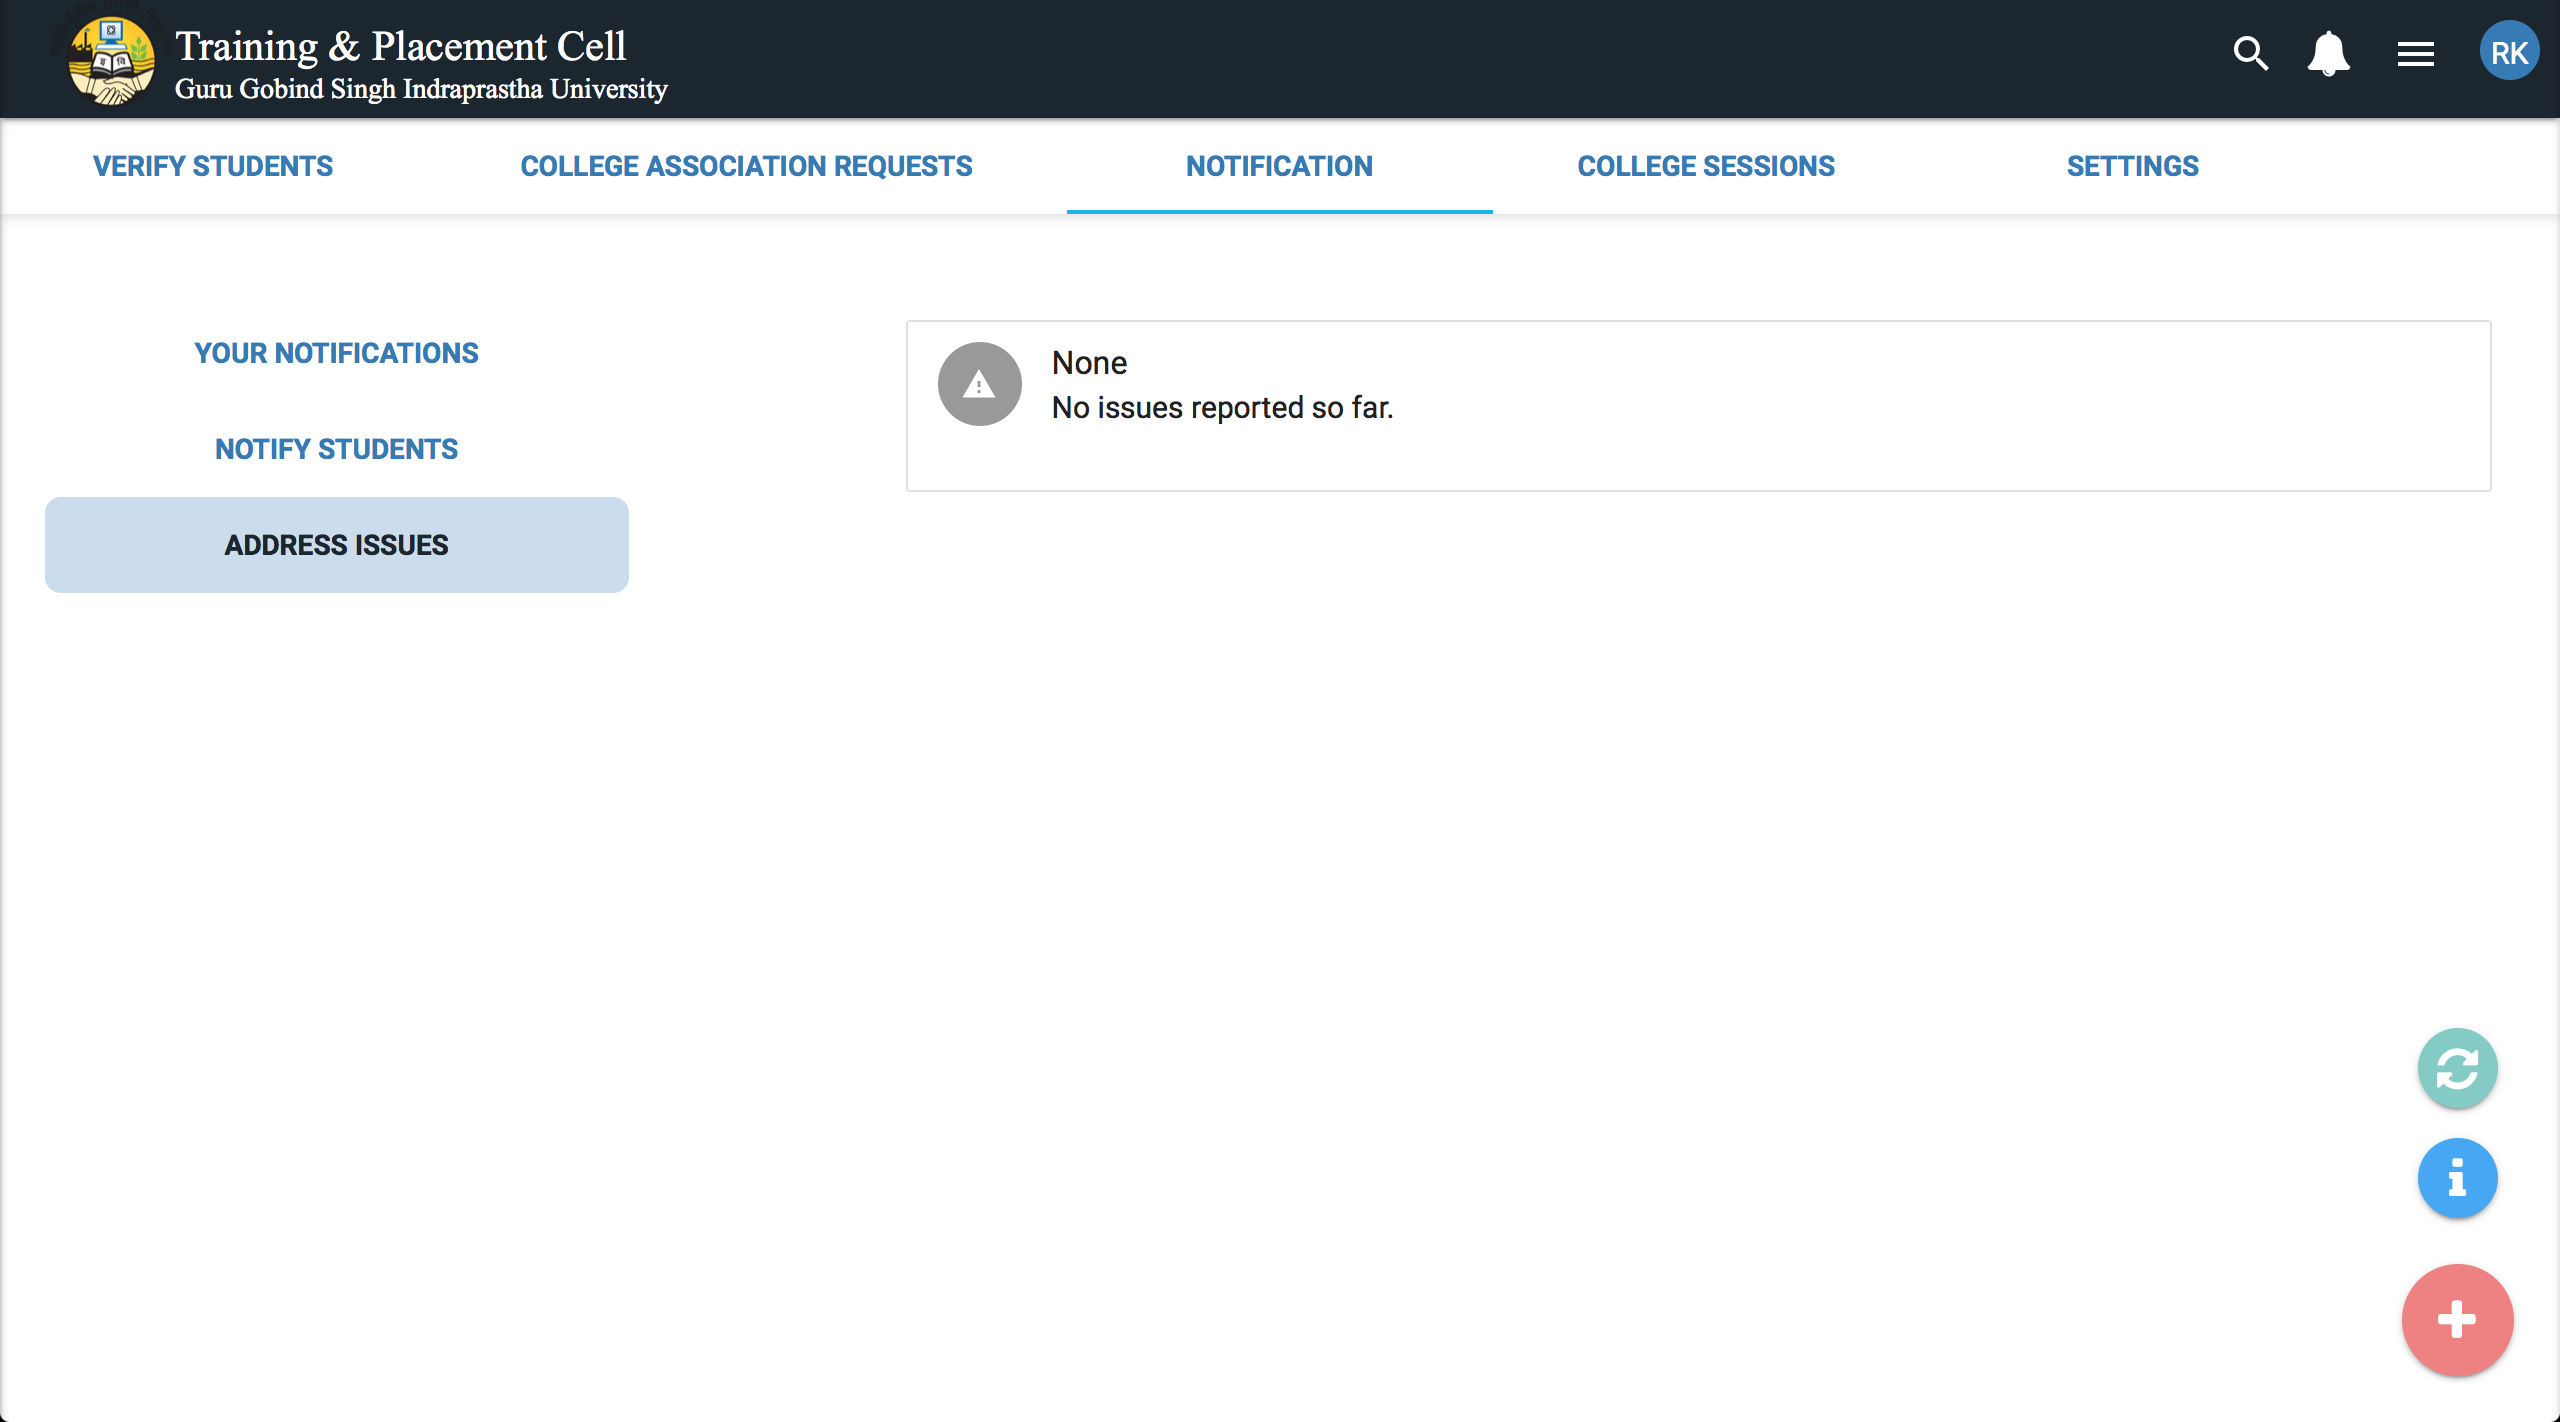 Training & Placement Cell
Guru Gobind Singh Indraprastha University
RK
VERIFY STUDENTS
COLLEGE ASSOCIATION REQUESTS
NOTIFICATION
COLLEGE SESSIONS
SETTINGS
YOUR NOTIFICATIONS
NOTIFY STUDENTS
ADDRESS ISSUES
None
No issues reported so far.